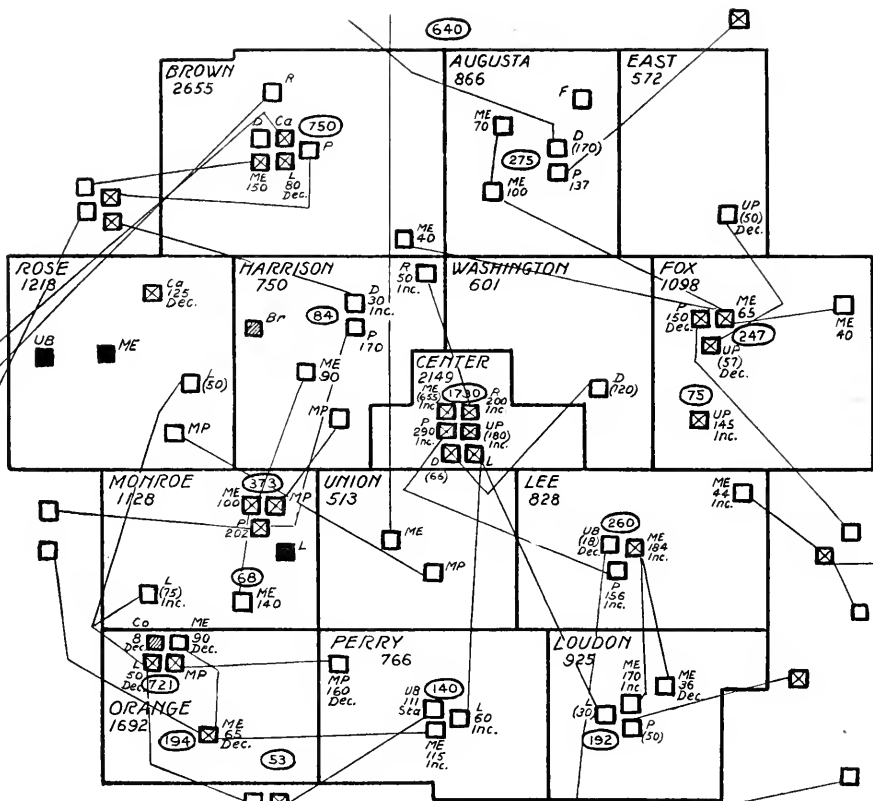 640
BROWN
2655
R
D
Ca
750
P
ME
150
L
80
Dec.
ME
40
AUGUSTA
866
F
ME
70
D
(170)
275
P
137
ME
100
EAST
572
UP
(50)
Dec.
ROSE
1218
Ca
125
Dec.
UB
ME
L
(50)
MP
HARRISON
750
R
50
Inc.
D
30
Inc.
84
Br
P
170
ME
90
MP
WASHINGTON
601
D
(120)
FOX
1098
P
150
Dec.
ME
65
247
UP
(57)
Dec.
ME
40
75
UP
145
Inc.
CENTER
2149
ME
(655)
Inc
1730
R
200
Inc.
P
290
Inc.
UP
(180)
Inc.
D
(66)
L
MONROE
1128
373
ME
100
MP
P
202
L
68
L
(75)
Inc.
ME
140
UNION
513
ME
MP
LEE
828
ME
44
Inc.
260
UB
(18)
Dec.
ME
184
Inc.
P
156
Inc.
Co
8
Dec
ME
90
Dec.
L
50
Dec
MP
721
ORANGE
1692
ME
65
Dec.
194
53
PERRY
766
MP
160
Dec.
140
UB
111
Sta
L
60
Inc.
ME
115
Inc.
LOUDON
925
ME
170
Inc
ME
36
Dec
L
(30)
P
(50)
192